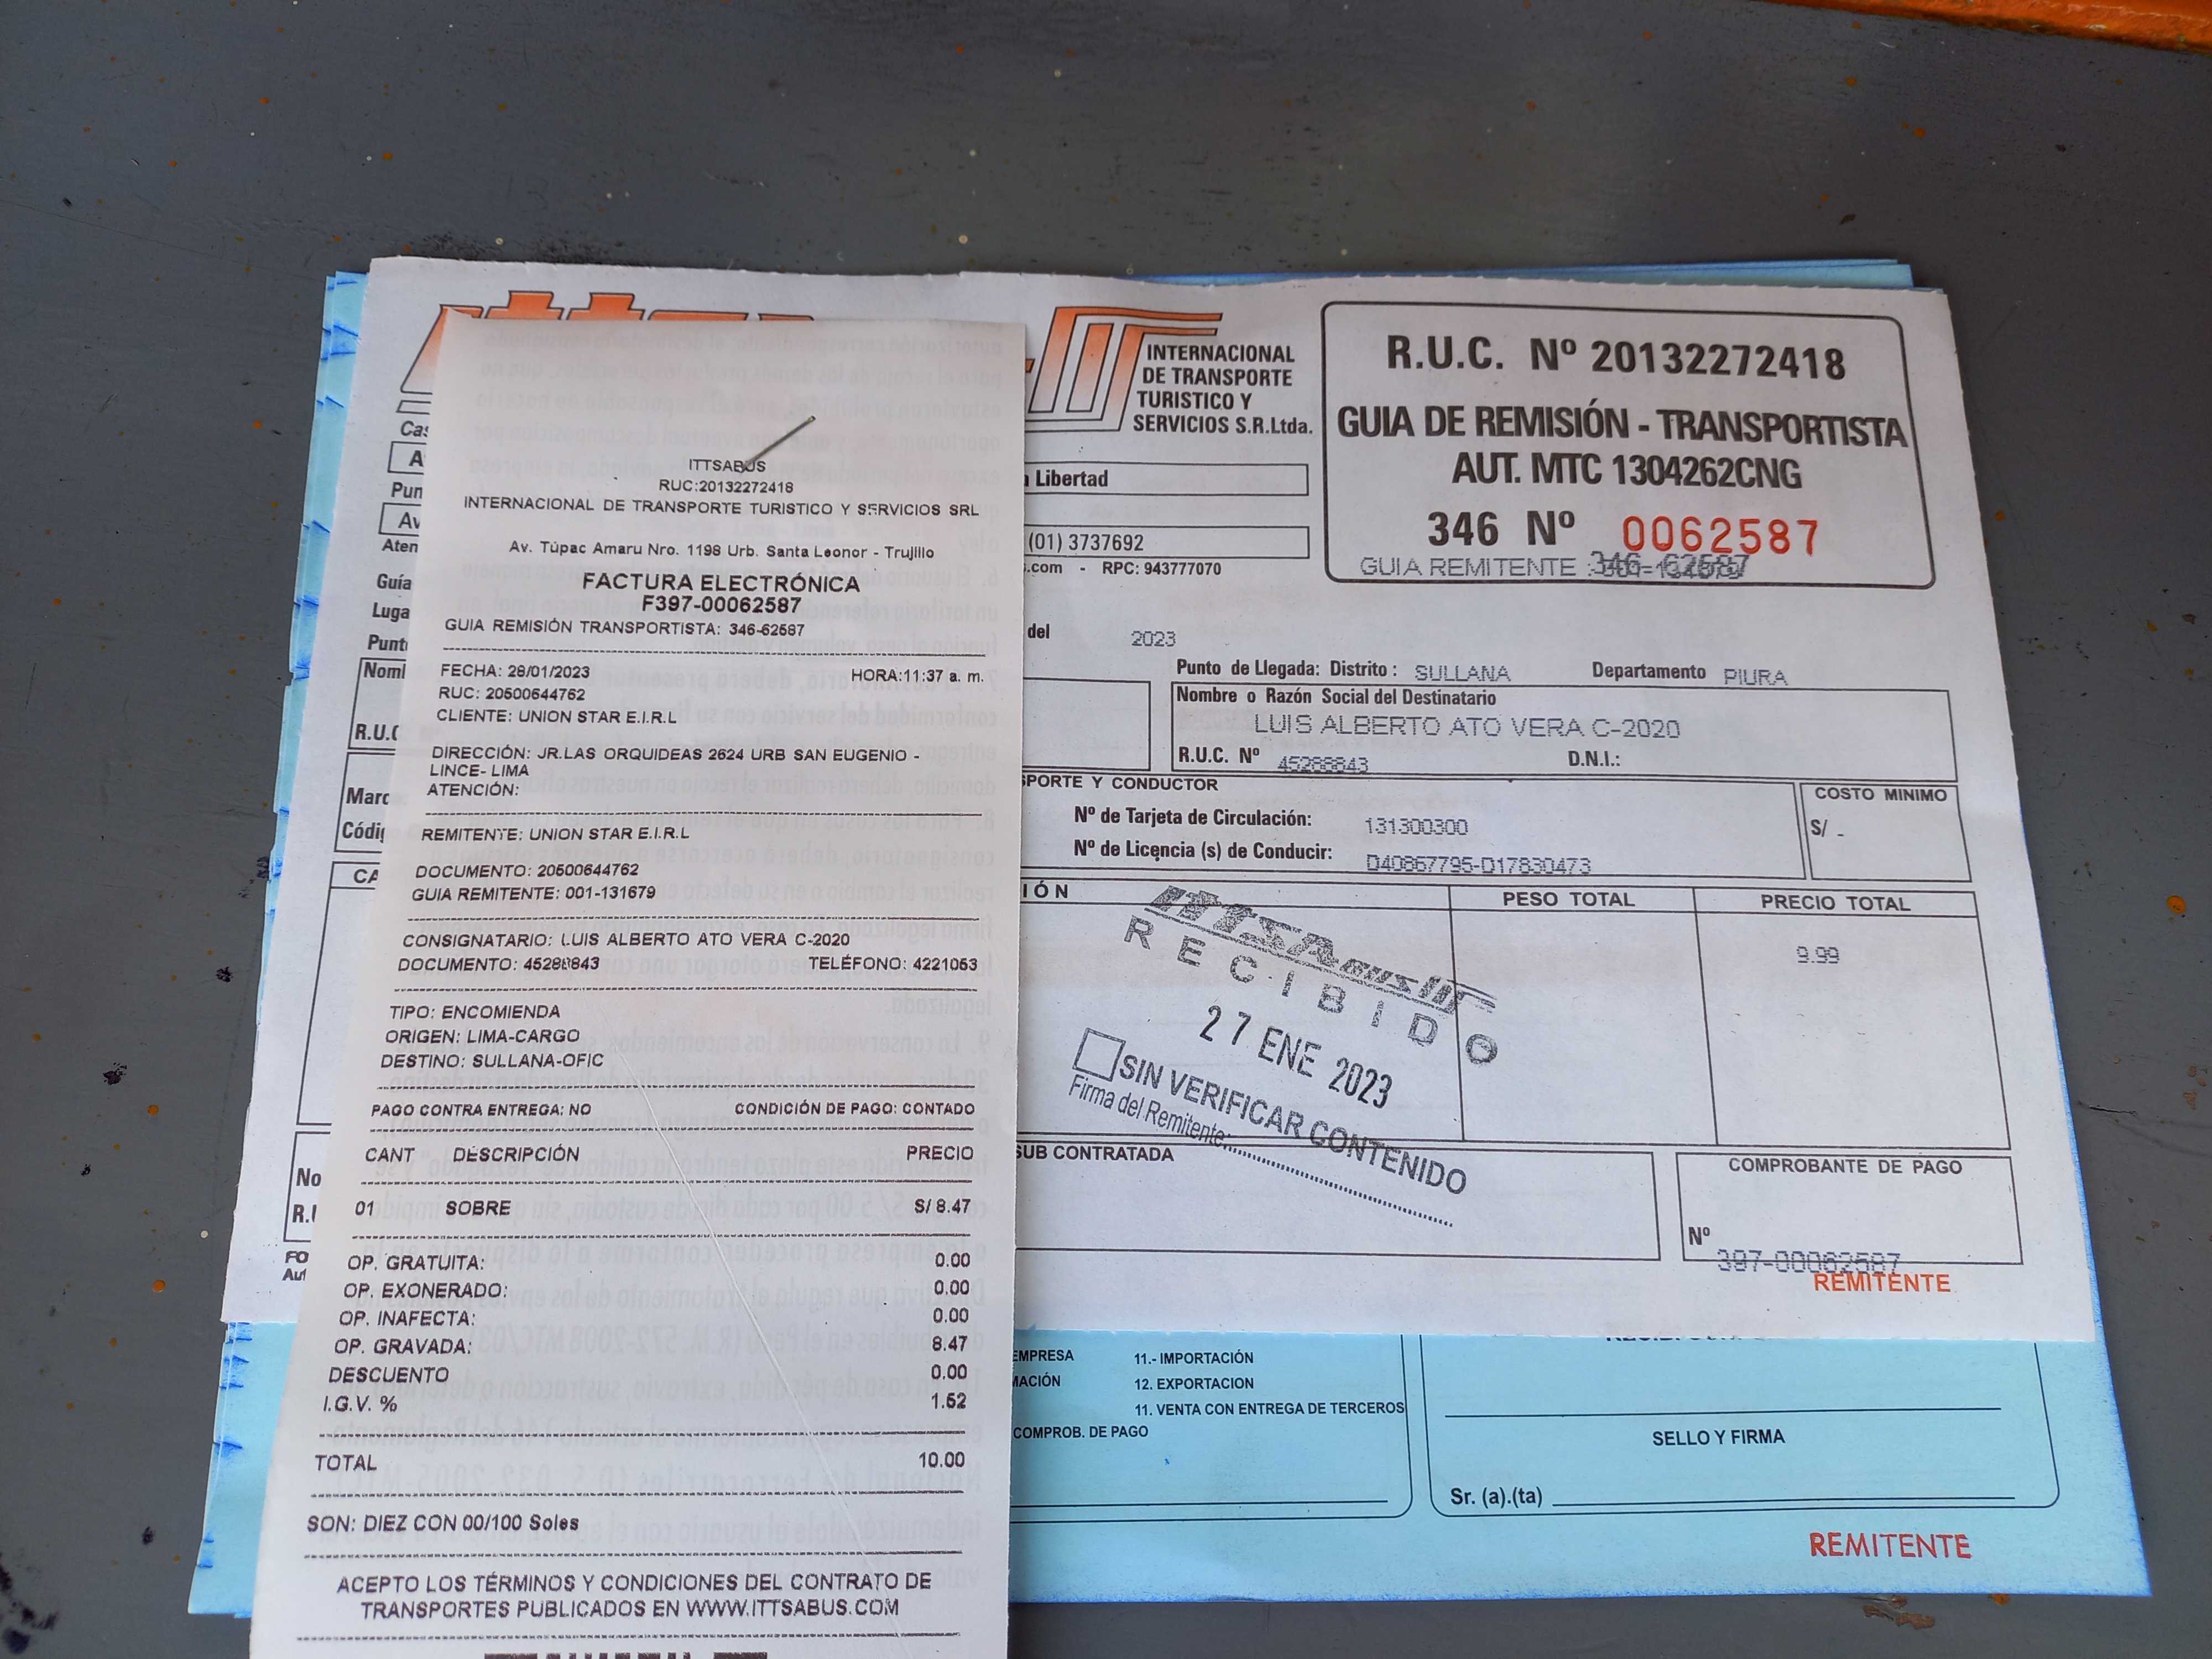 ITTSABUS
RUC:20132272418
INTERNACIONAL DE TRANSPORTE TURISTICO Y SERVICIOS SRL
Av. Túpac Amaru Nro. 1198 Urb. Santa Leonor - Trujillo
FACTURA ELECTRÓNICA
F397-00062587
GUIA REMISIÓN TRANSPORTISTA: 346-62587
FECHA: 28/01/2023 HORA:11:37 a. m.
RUC: 20500644762
CLIENTE: UNION STAR E.I.R.L
DIRECCIÓN: JR.LAS ORQUIDEAS 2624 URB SAN EUGENIO -
LINCE- LIMA
ATENCIÓN:
REMITENTE: UNION STAR E.I.R.L
DOCUMENTO: 20500644762
GUIA REMITENTE: 001-131679
CONSIGNATARIO: LUIS ALBERTO ATO VERA C-2020
DOCUMENTO: 45288843 TELÉFONO: 4221053
TIPO: ENCOMIENDA
ORIGEN: LIMA-CARGO
DESTINO: SULLANA-OFIC
PAGO CONTRA ENTREGA: NO CONDICIÓN DE PAGO: CONTADO
CANT DESCRIPCIÓN PRECIO
01 SOBRE S/ 8.47
OP. GRATUITA: 0.00
OP. EXONERADO: 0.00
OP. INAFECTA: 0.00
OP. GRAVADA: 8.47
DESCUENTO 0.00
I.G.V. % 1.52
TOTAL 10.00
SON: DIEZ CON 00/100 Soles
ACEPTO LOS TÉRMINOS Y CONDICIONES DEL CONTRATO DE
TRANSPORTES PUBLICADOS EN WWW.ITTSABUS.COM
INTERNACIONAL
DE TRANSPORTE
TURISTICO Y
SERVICIOS S.R.Ltda.
Libertad
(01) 3737692
.com - RPC: 943777070
R.U.C. Nº 20132272418
GUIA DE REMISIÓN - TRANSPORTISTA
AUT. MTC 1304262CNG
346 Nº 0062587
GUIA REMITENTE :
del 2023
Punto de Llegada: Distrito : SULLANA Departamento PIURA
Nombre o Razón Social del Destinatario
LUIS ALBERTO ATO VERA C-2020
R.U.C. Nº 45288843 D.N.I.:
PORTE Y CONDUCTOR
Nº de Tarjeta de Circulación: 131300300
Nº de Licencia (s) de Conducir: D40867795-D17830473
COSTO MINIMO
S/ -
IÓN PESO TOTAL PRECIO TOTAL
9.99
RECIBIDO
27 ENE 2023
SIN VERIFICAR CONTENIDO
Firma del Remitente:
SUB CONTRATADA
COMPROBANTE DE PAGO
Nº 397-00062587
REMITENTE
EMPRESA 11.- IMPORTACIÓN
MACIÓN 12. EXPORTACION
11. VENTA CON ENTREGA DE TERCEROS
COMPROB. DE PAGO
SELLO Y FIRMA
Sr. (a).(ta)
REMITENTE